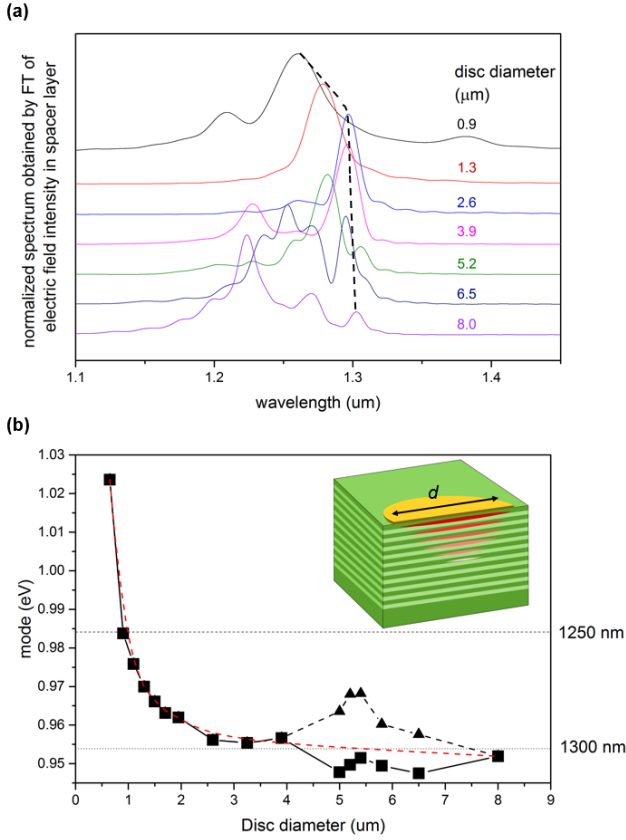 (a)
normalized spectrum obtained by FT of
electric field intensity in spacer layer
disc diameter
(μm)
0.9
1.3
2.6
3.9
5.2
6.5
8.0
1.1 1.2 1.3 1.4
wavelength (um)
(b)
mode (eV)
1.03
1.02
1.01
1.00
0.99
0.98
0.97
0.96
0.95
d
1250 nm
1300 nm
0 1 2 3 4 5 6 7 8 9
Disc diameter (um)